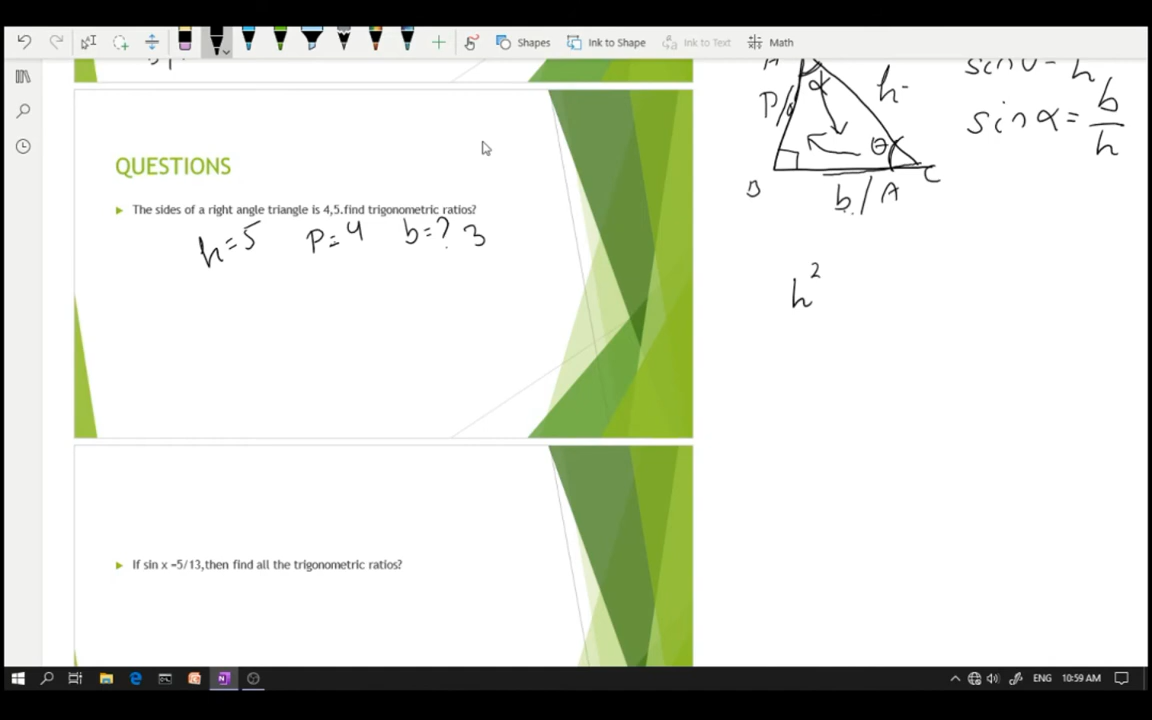 Shapes Ink to Shape Ink to Text Math
A
h
P/
α
θ
B
b/A
C
h
sin α = b/h
QUESTIONS
The sides of a right angle triangle is 4,5.find trigonometric ratios?
h=5 P=4 b=? 3
h²
If sin x =5/13,then find all the trigonometric ratios?
ENG 10:59 AM